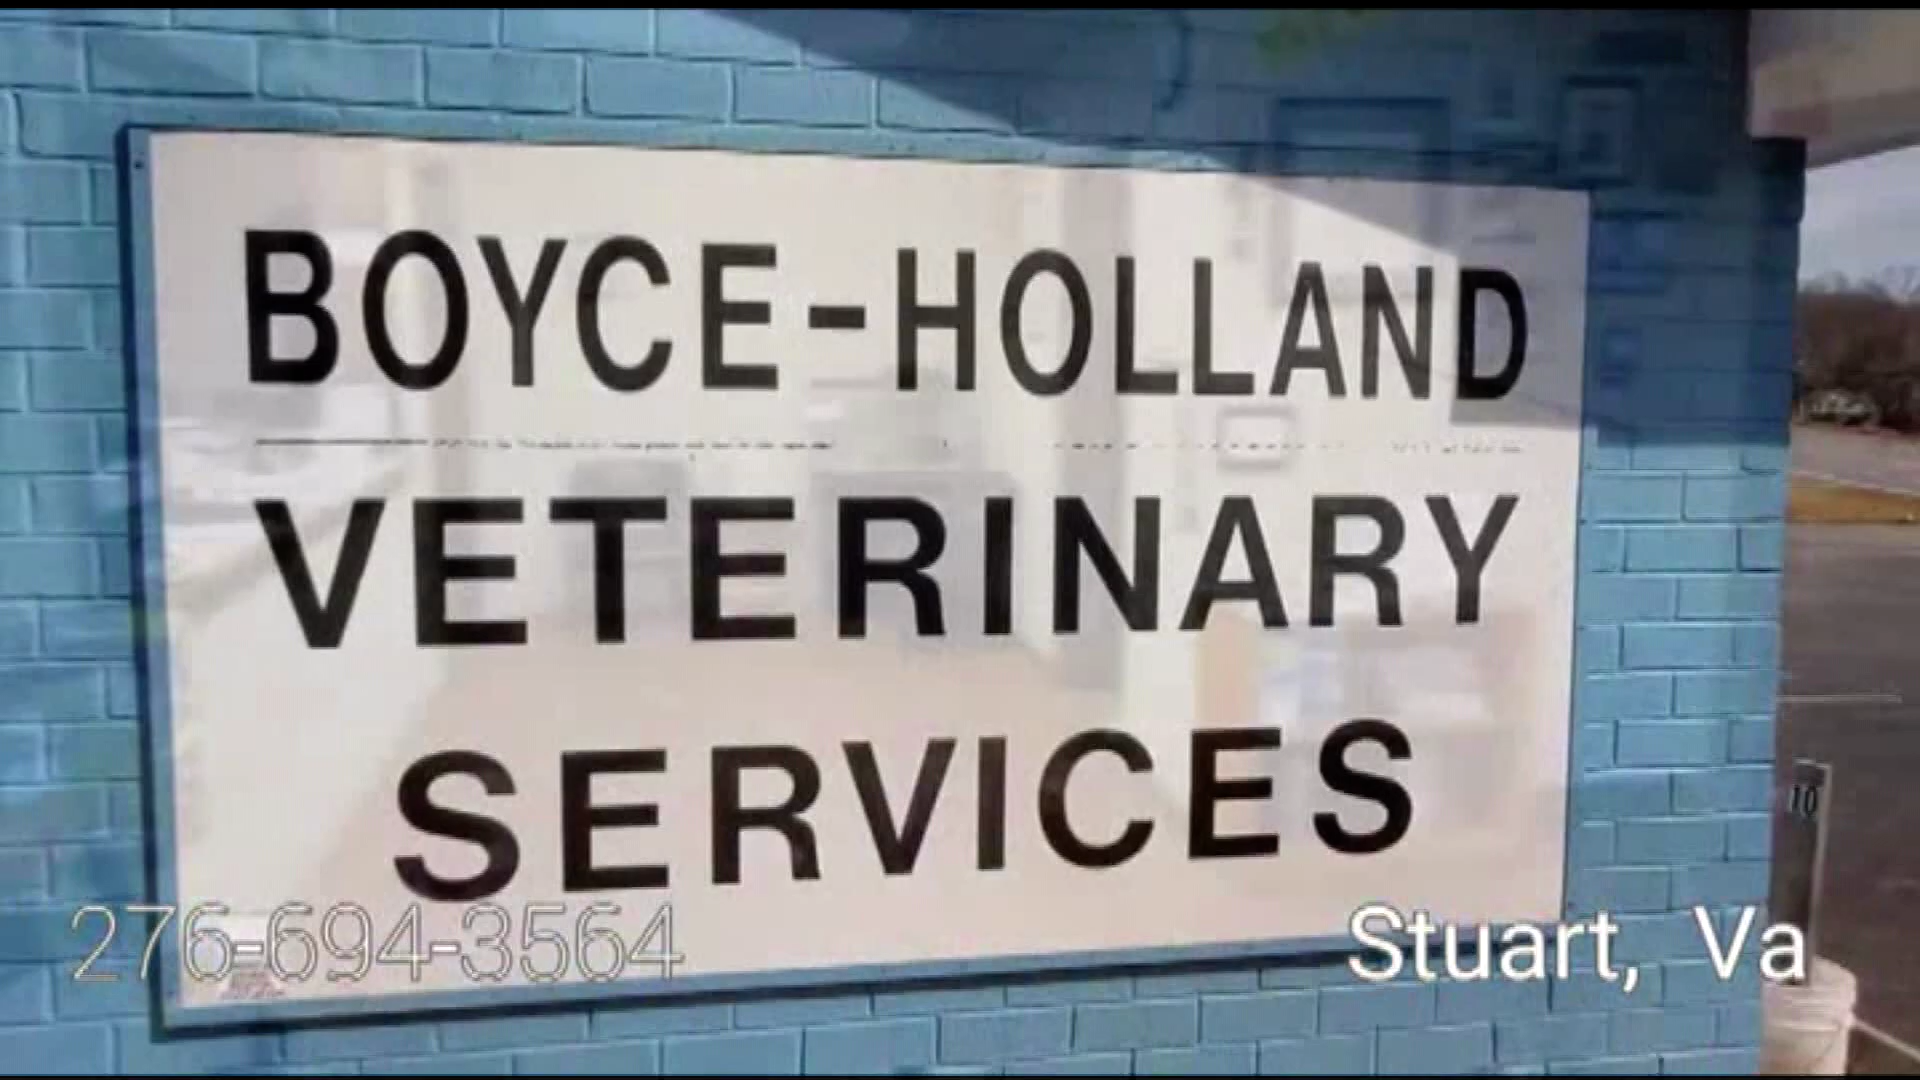 BOYCE-HOLLAND
VETERINARY
SERVICES
276-694-3564
Stuart, Va
10